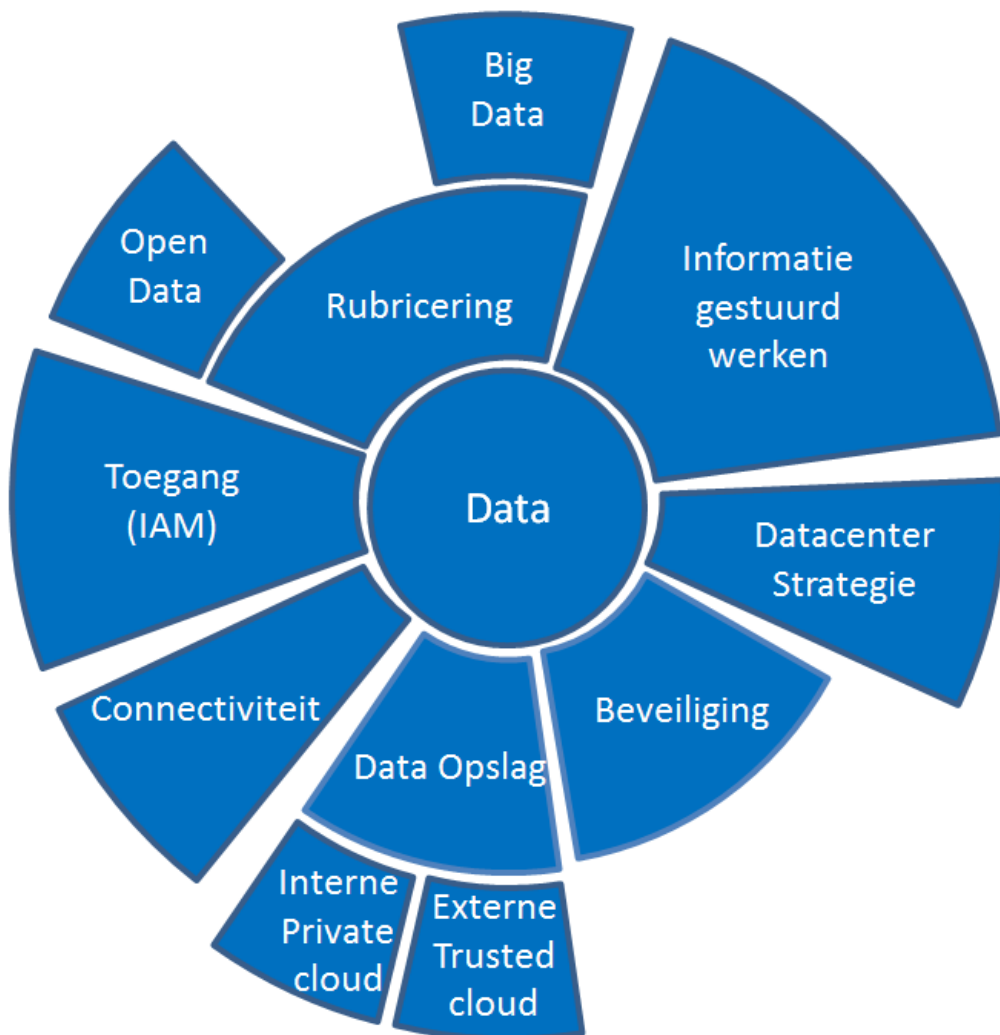 Big
Data
Informatie
gestuurd
werken
Open
Data
Rubricering
Toegang
(IAM)
Data
Datacenter
Strategie
Connectiviteit
Beveiliging
Data Opslag
Interne
Private
cloud
Externe
Trusted
cloud